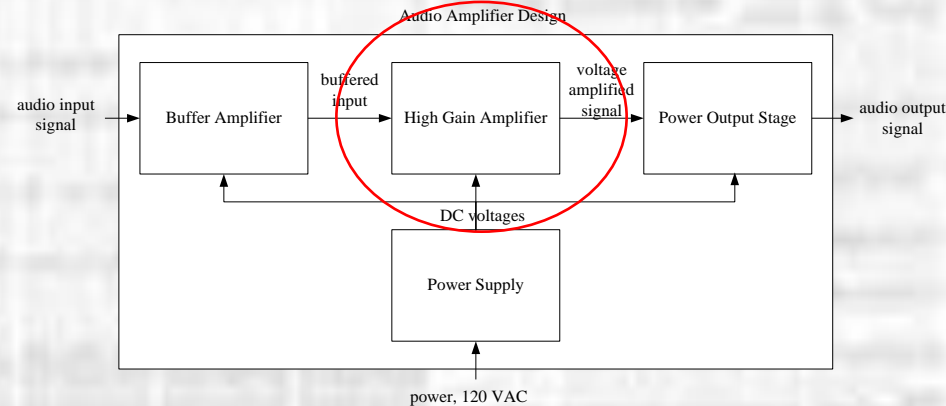 Audio Amplifier Design
audio input
signal
Buffer Amplifier
buffered
input
High Gain Amplifier
voltage
amplified
signal
Power Output Stage
audio output
signal
DC voltages
Power Supply
power, 120 VAC